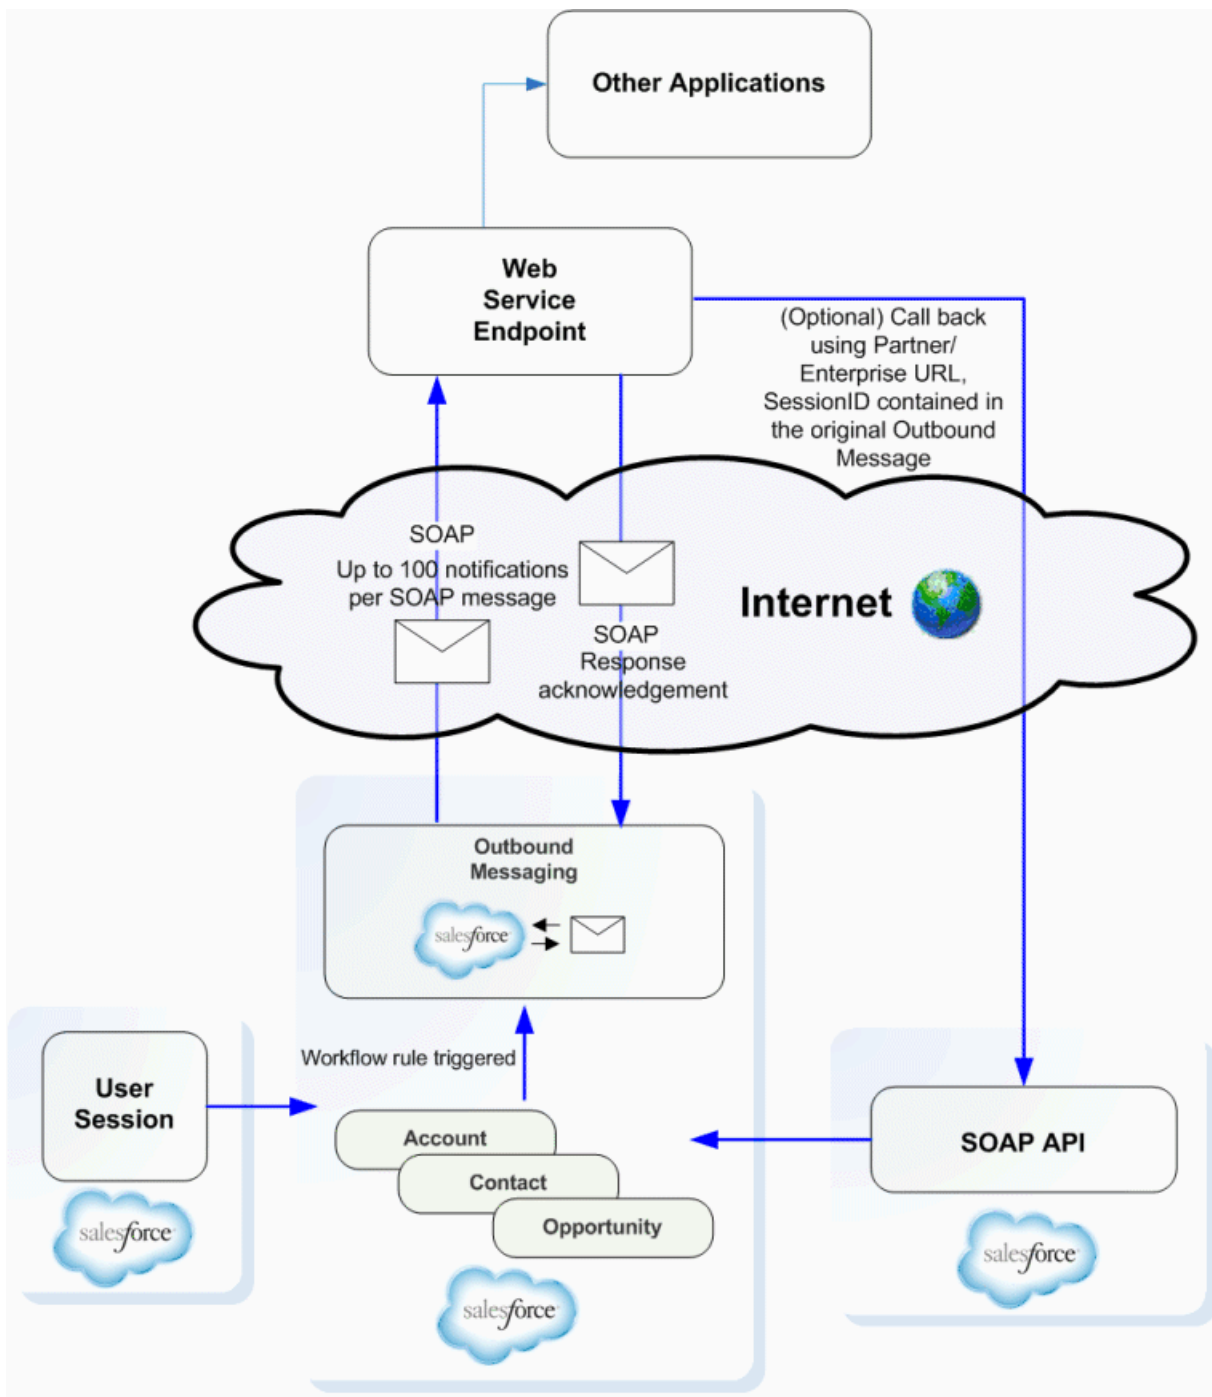 Other Applications
Web
Service
Endpoint
(Optional) Call back
using Partner/
Enterprise URL,
SessionID contained in
the original Outbound
Message
SOAP
Up to 100 notifications
per SOAP message
SOAP
Response
acknowledgement
Internet
Outbound
Messaging
salesforce
Workflow rule triggered
User
Session
salesforce
Account
Contact
Opportunity
salesforce
SOAP API
salesforce